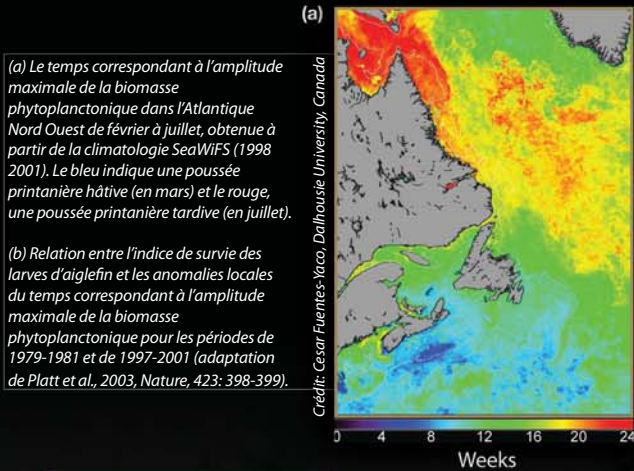 (a)
(a) Le temps correspondant à l'amplitude
maximale de la biomasse
phytoplanctonique dans l'Atlantique
Nord Ouest de février à juillet, obtenue à
partir de la climatologie SeaWiFS (1998
2001). Le bleu indique une poussée
printanière hâtive (en mars) et le rouge,
une poussée printanière tardive (en juillet).
(b) Relation entre l'indice de survie des
larves d'aiglefin et les anomalies locales
du temps correspondant à l'amplitude
maximale de la biomasse
phytoplanctonique pour les périodes de
1979-1981 et de 1997-2001 (adaptation
de Platt et al., 2003, Nature, 423: 398-399).
Crédit: Cesar Fuentes-Yaco, Dalhousie University, Canada
0 4 8 12 16 20 24
Weeks